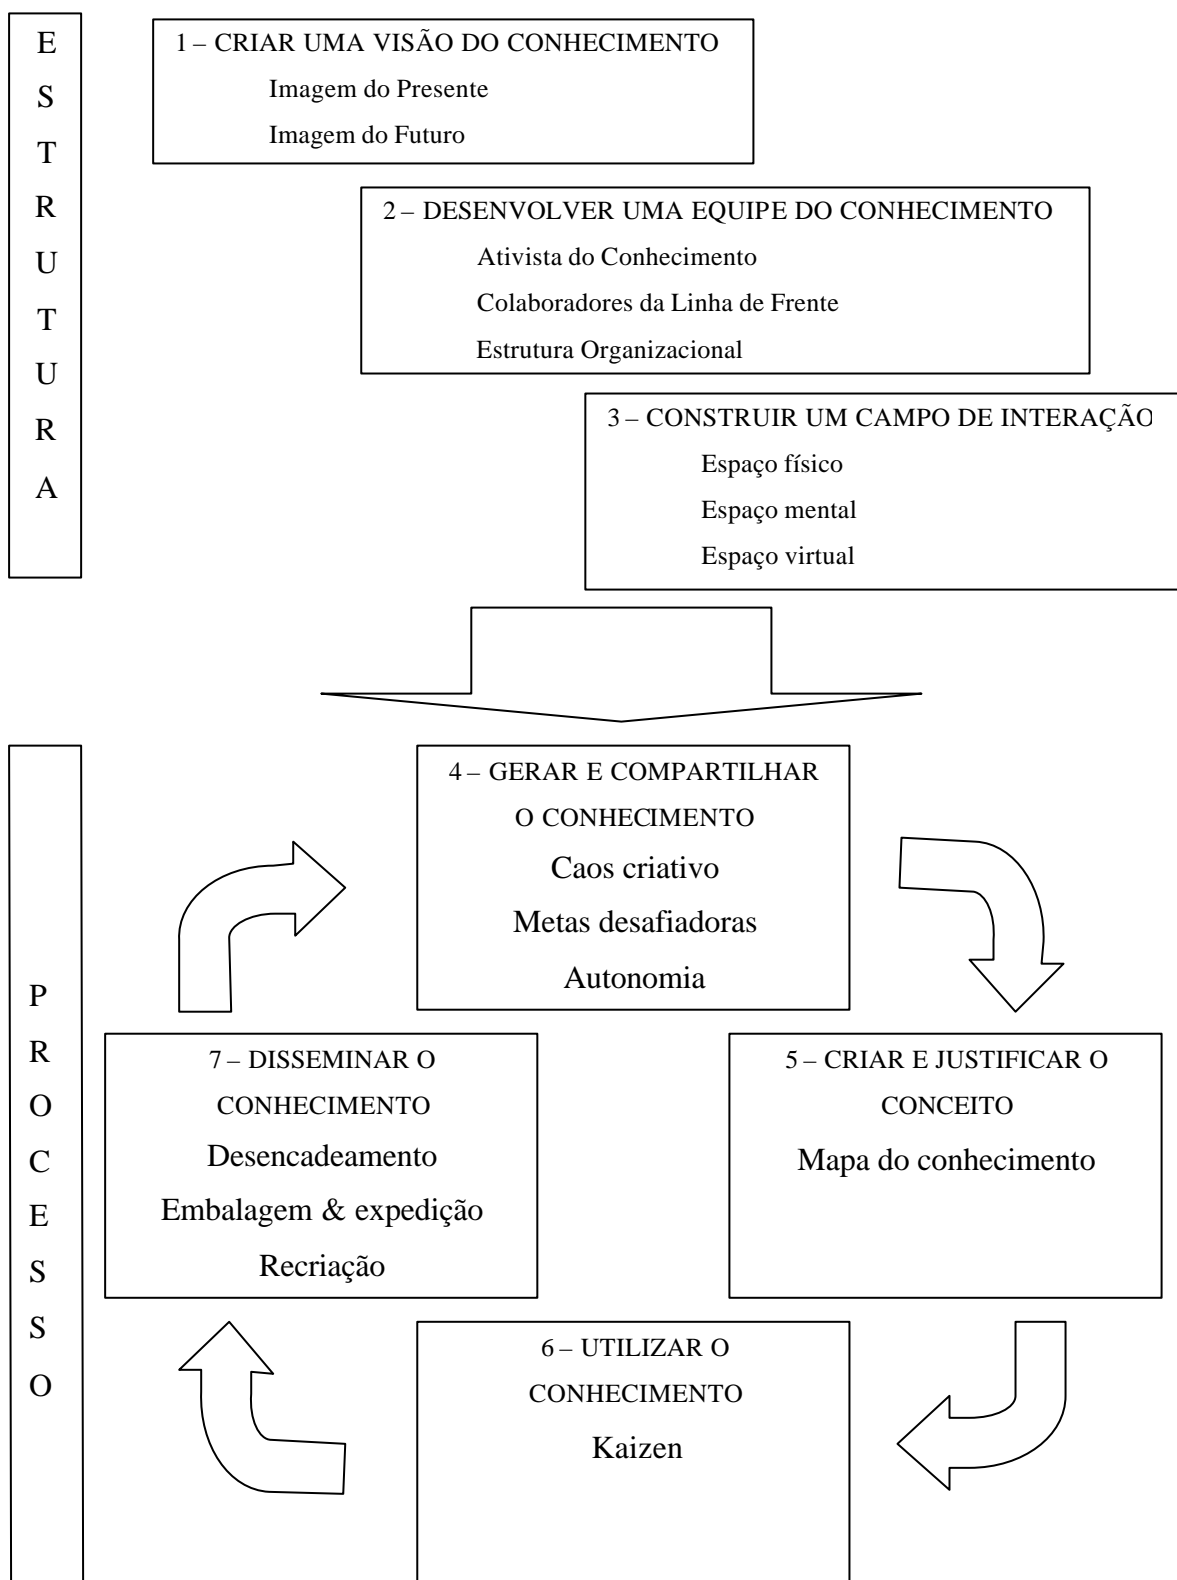 ESTRUTURA
1 – CRIAR UMA VISÃO DO CONHECIMENTO
Imagem do Presente
Imagem do Futuro
2 – DESENVOLVER UMA EQUIPE DO CONHECIMENTO
Ativista do Conhecimento
Colaboradores da Linha de Frente
Estrutura Organizacional
3 – CONSTRUIR UM CAMPO DE INTERAÇÃO
Espaço físico
Espaço mental
Espaço virtual
PROCESSO
4 – GERAR E COMPARTILHAR
O CONHECIMENTO
Caos criativo
Metas desafiadoras
Autonomia
5 – CRIAR E JUSTIFICAR O
CONCEITO
Mapa do conhecimento
6 – UTILIZAR O
CONHECIMENTO
Kaizen
7 – DISSEMINAR O
CONHECIMENTO
Desencadeamento
Embalagem & expedição
Recriação